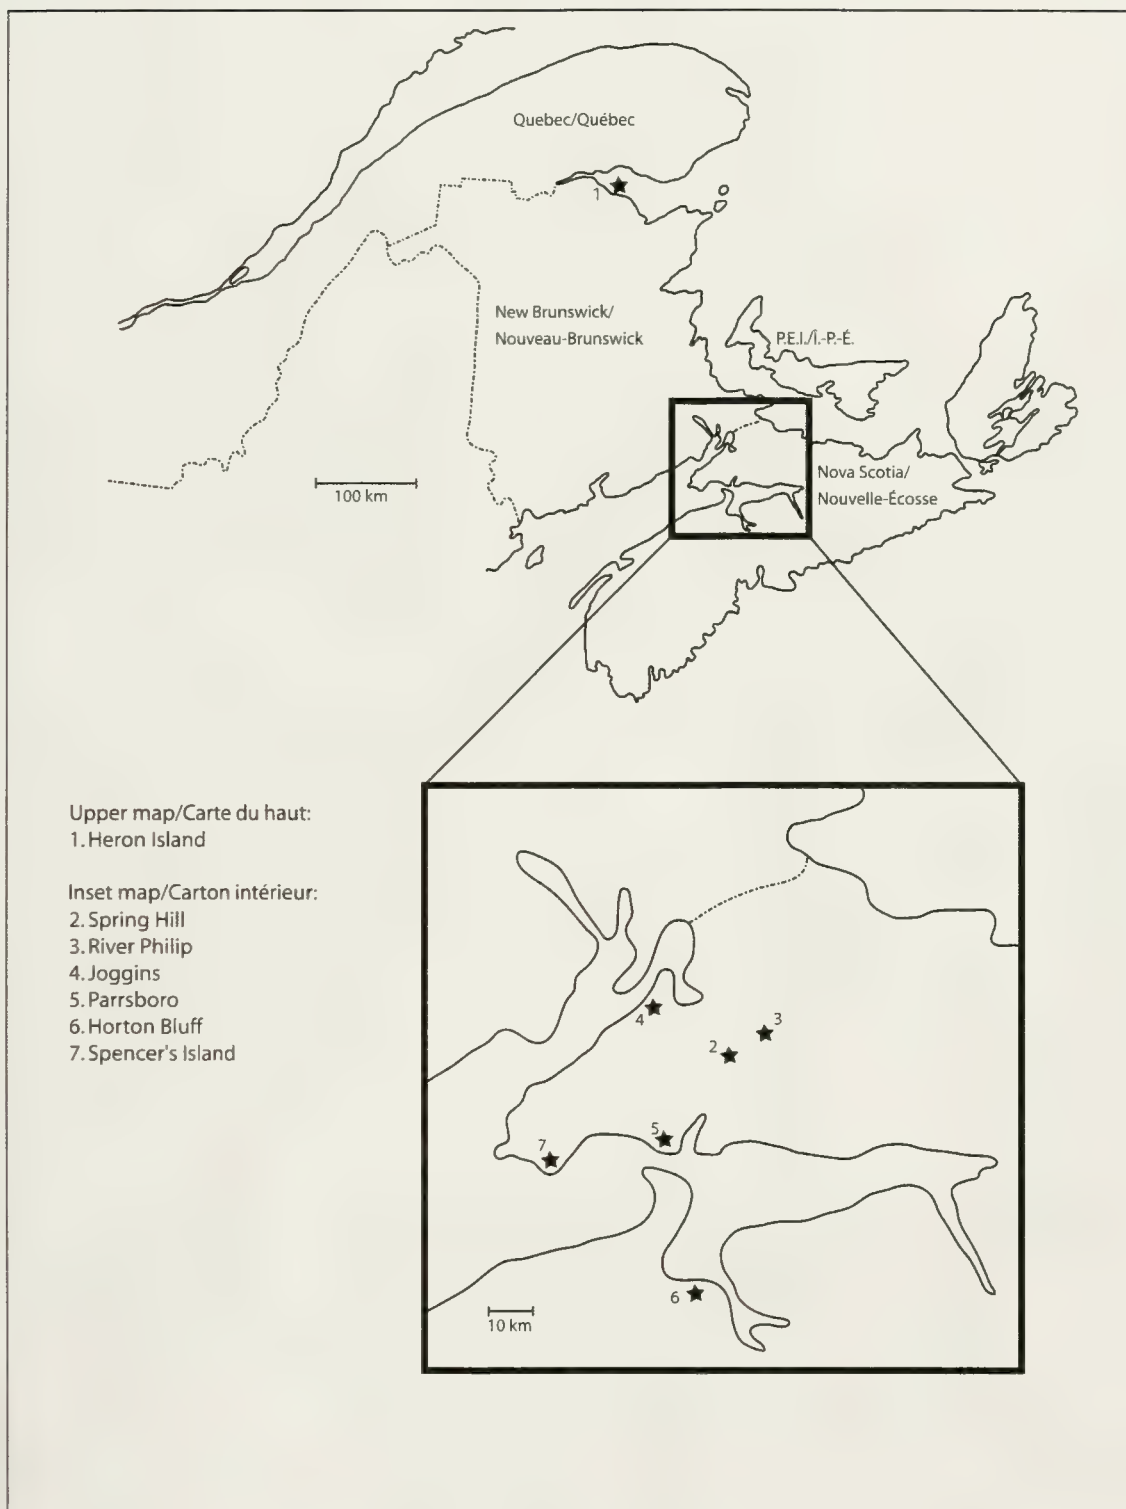 Quebec/Québec
1
New Brunswick/
Nouveau-Brunswick
P.E.I./Î.-P.-É.
Nova Scotia/
Nouvelle-Écosse
100 km
Upper map/Carte du haut:
1. Heron Island
Inset map/Carton intérieur:
2. Spring Hill
3. River Philip
4. Joggins
5. Parrsboro
6. Horton Bluff
7. Spencer's Island
4
3
2
5
7
6
10 km